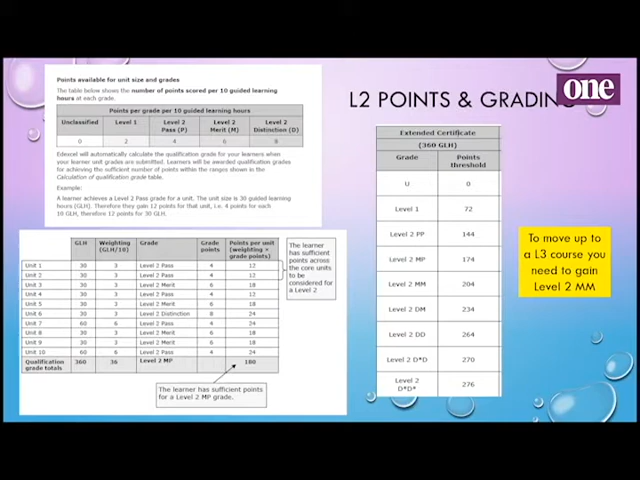 one
L2 POINTS & GRADING
Points available for unit size and grades
The table below shows the number of points scored per 10 guided learning
hours at each grade.
Points per grade per 10 guided learning hours
Unclassified Level 1 Level 2 Pass (P) Level 2 Merit (M) Level 2 Distinction (D)
0 2 4 6 8
Edexcel will automatically calculate the qualification grade for your learners when
your learner unit grades are submitted. Learners will be awarded qualification
grades for achieving the sufficient number of points within the ranges shown in the
Calculation of qualification grade table.
Example:
A learner achieves a Level 2 Pass grade for a unit. The unit size is 30 guided learning
hours (GLH). Therefore they gain 12 points for that unit, i.e. 4 points for each
10 GLH, therefore 12 points for 30 GLH.
GLH Weighting (GLH/10) Grade Grade points Points per unit (weighting × grade points)
Unit 1 30 3 Level 2 Pass 4 12
Unit 2 30 3 Level 2 Pass 4 12
Unit 3 30 3 Level 2 Merit 6 18
Unit 4 30 3 Level 2 Pass 4 12
Unit 5 30 3 Level 2 Merit 6 18
Unit 6 30 3 Level 2 Distinction 8 24
Unit 7 60 6 Level 2 Pass 4 24
Unit 8 30 3 Level 2 Merit 6 18
Unit 9 30 3 Level 2 Merit 6 18
Unit 10 60 6 Level 2 Pass 4 24
Qualification grade totals 360 36 Level 2 MP 180
The learner
has sufficient
points across
the core units
to be
considered for
a Level 2
The learner has sufficient points
for a Level 2 MP grade.
Extended Certificate
(360 GLH)
Grade Points threshold
U 0
Level 1 72
Level 2 PP 144
Level 2 MP 174
Level 2 MM 204
Level 2 DM 234
Level 2 DD 264
Level 2 D*D 270
Level 2 D*D* 276
To move up to
a L3 course you
need to gain
Level 2 MM